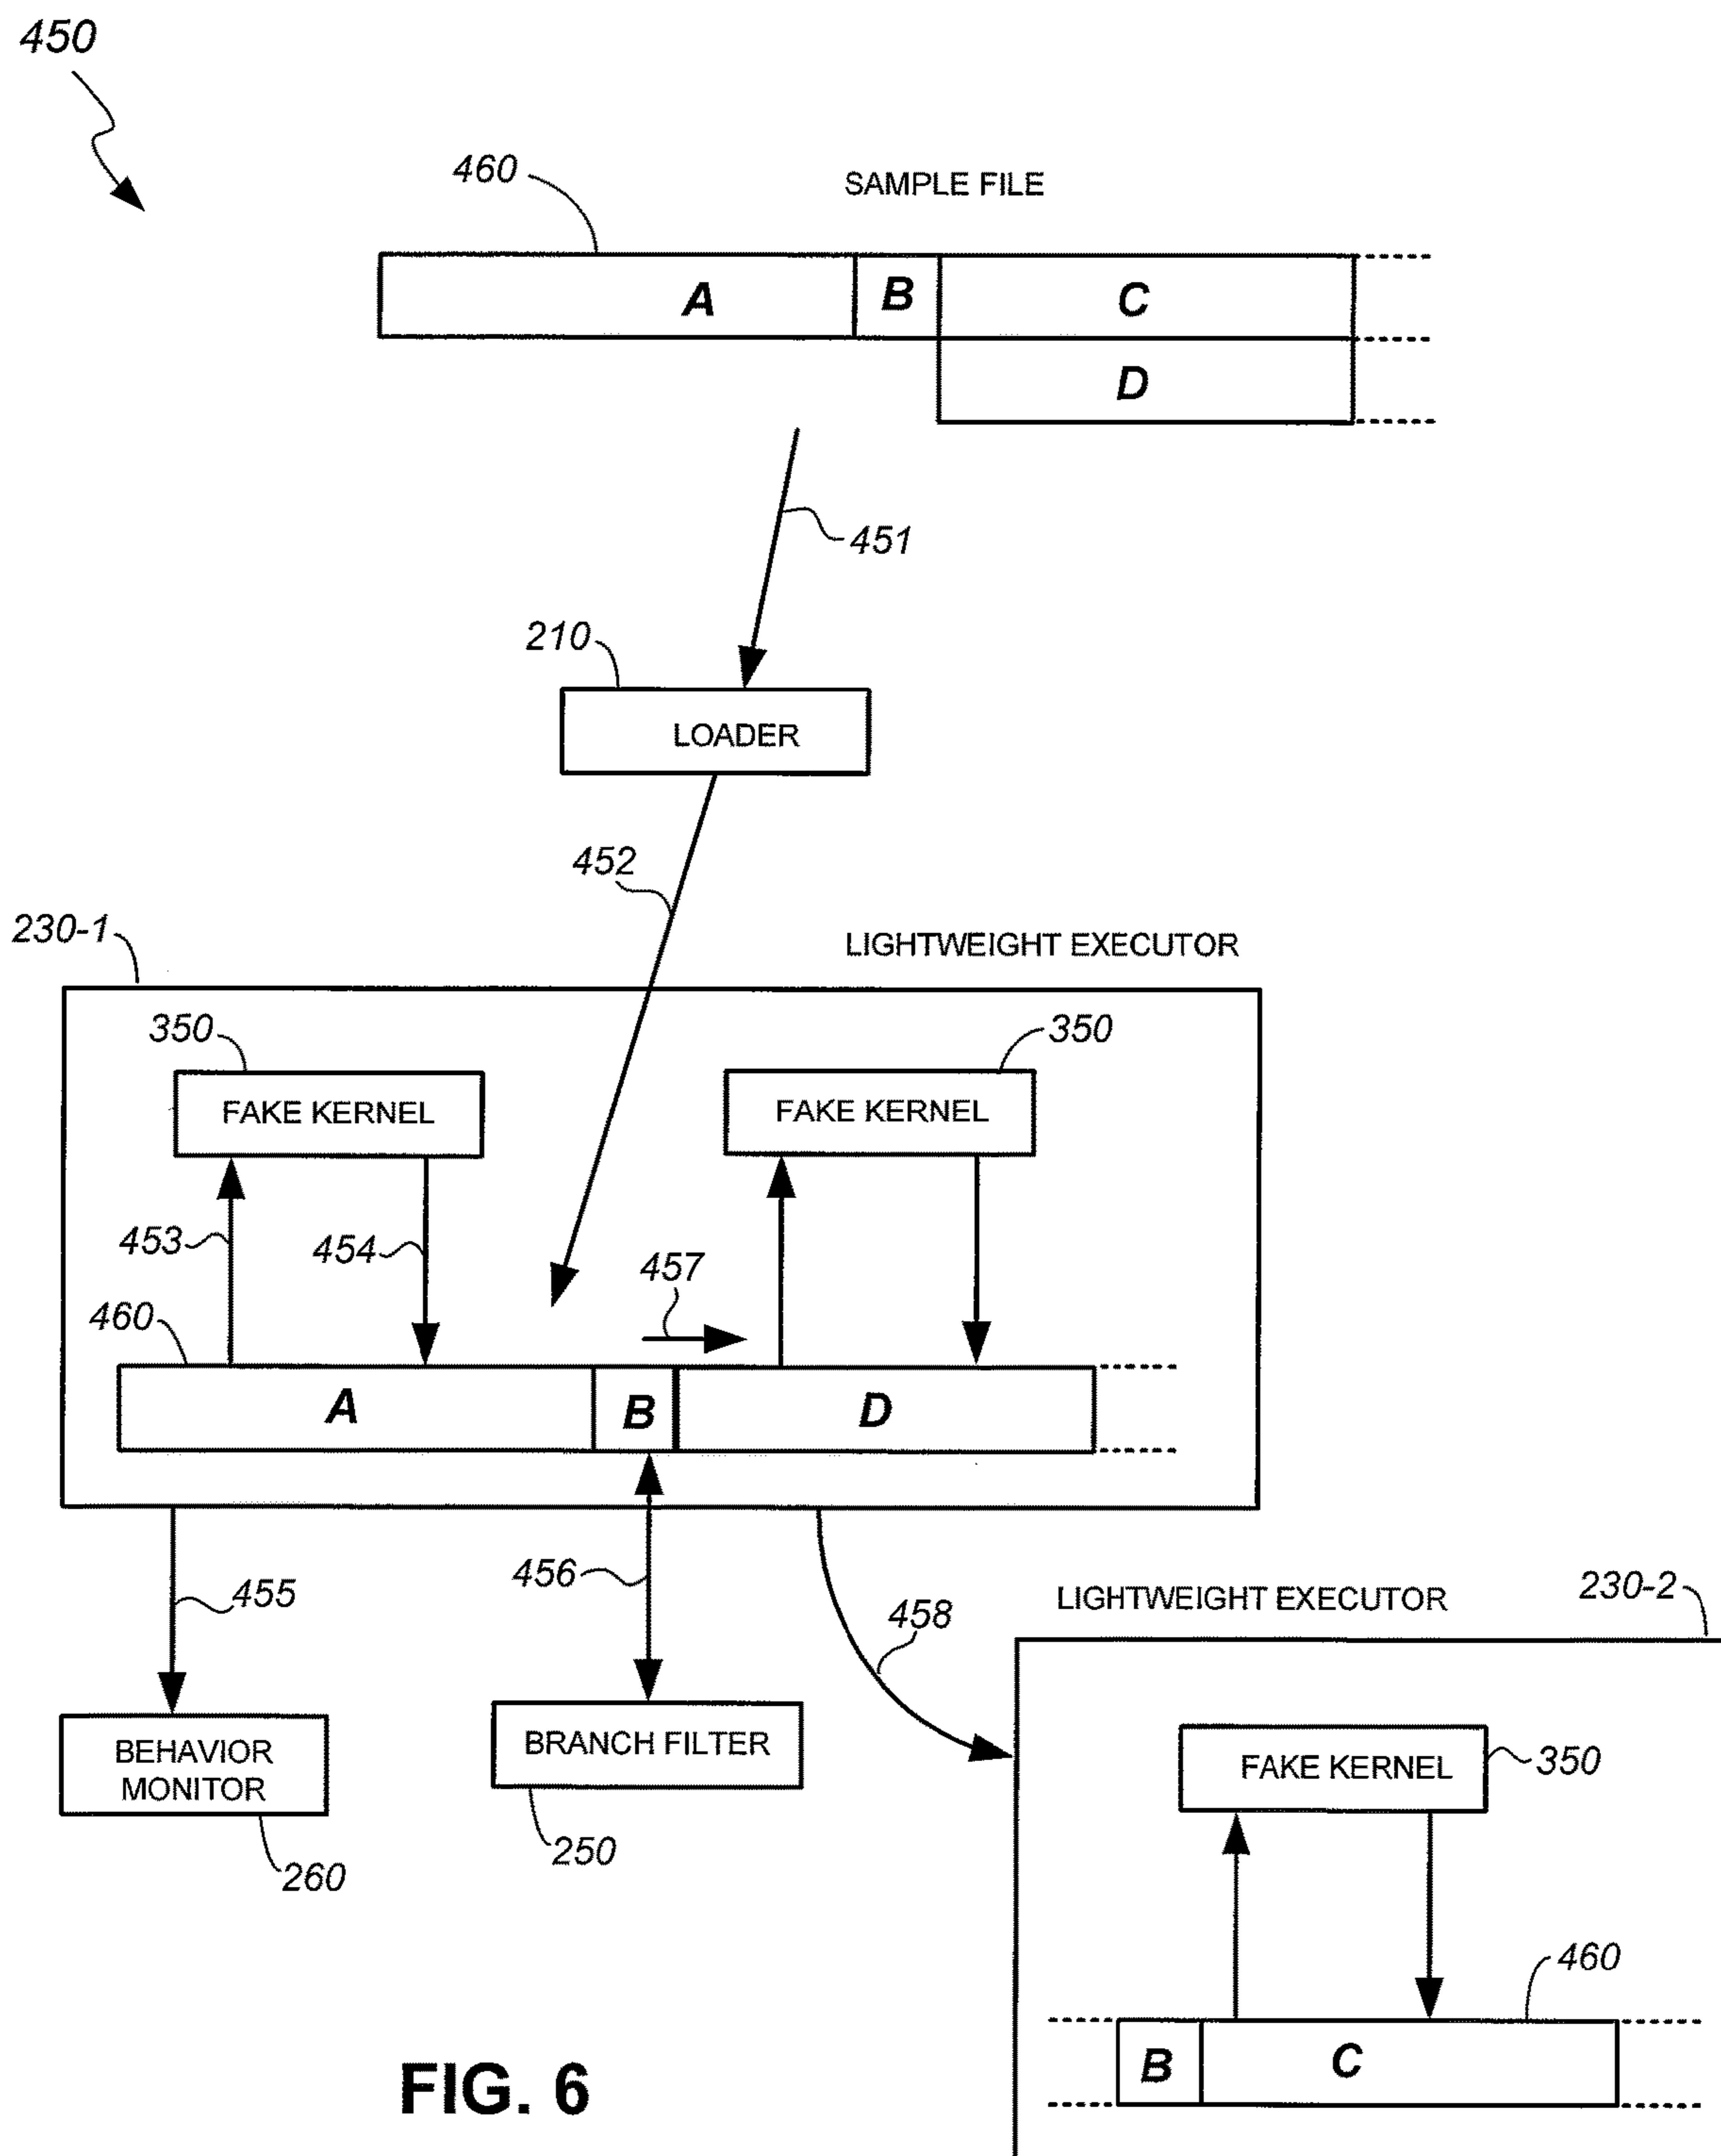 450
460
SAMPLE FILE
A
B
C
D
451
210
LOADER
452
230-1
LIGHTWEIGHT EXECUTOR
350
350
FAKE KERNEL
FAKE KERNEL
453
454
457
460
A
B
D
455
456
458
LIGHTWEIGHT EXECUTOR
230-2
BEHAVIOR
MONITOR
BRANCH FILTER
FAKE KERNEL
350
260
250
460
B
C
FIG. 6